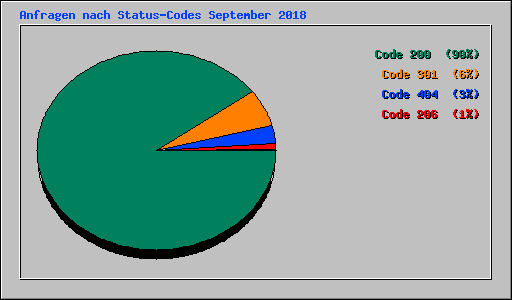 Anfragen nach Status-Codes September 2018
Code 200 (90%)
Code 301 (6%)
Code 404 (3%)
Code 206 (1%)